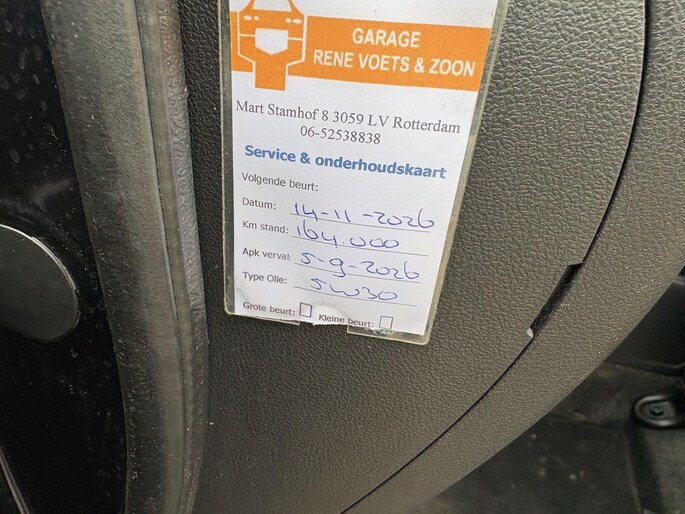 GARAGE
RENE VOETS & ZOON
Mart Stamhof 8 3059 LV Rotterdam
06-52538838
Service & onderhoudskaart
Volgende beurt:
Datum: 14-11-2026
Km stand: 164.000
Apk verval: 5-9-2026
Type Olie: 5W30
Grote beurt: Kleine beurt: